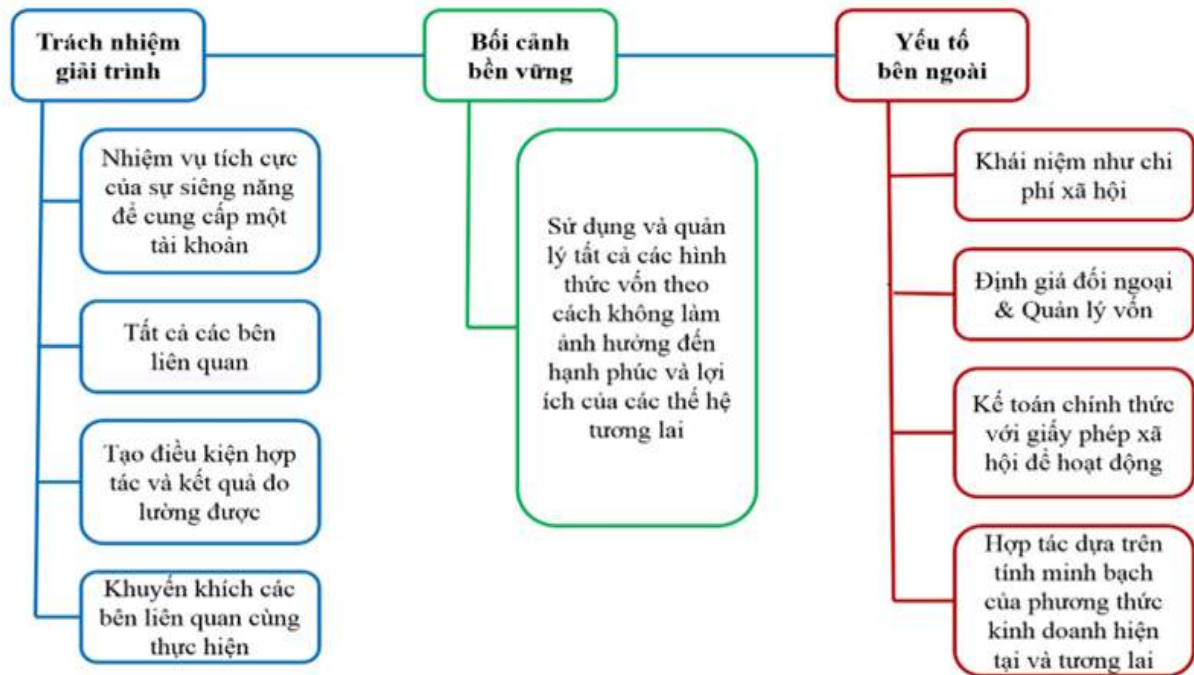 Trách nhiệm
giải trình
Nhiệm vụ tích cực
của sự siêng năng
để cung cấp một
tài khoản
Tất cả các bên
liên quan
Tạo điều kiện hợp
tác và kết quả đo
lường được
Khuyến khích các
bên liên quan cùng
thực hiện
Bối cảnh
bền vững
Sử dụng và quản
lý tất cả các hình
thức vốn theo
cách không làm
ảnh hưởng đến
hạnh phúc và lợi
ích của các thế hệ
tương lai
Yếu tố
bên ngoài
Khái niệm như chi
phí xã hội
Định giá đối ngoại
& Quản lý vốn
Kế toán chính thức
với giấy phép xã
hội để hoạt động
Hợp tác dựa trên
tính minh bạch
của phương thức
kinh doanh hiện
tại và tương lai